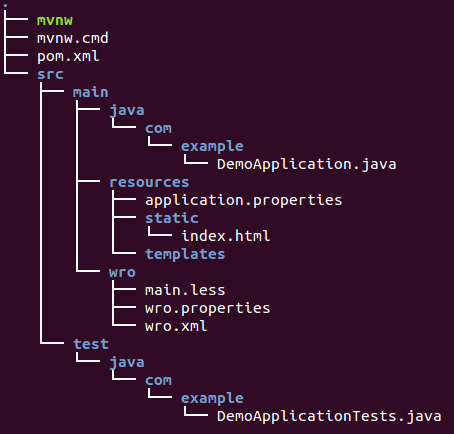 .
mvnw
mvnw.cmd
pom.xml
src
main
java
com
example
DemoApplication.java
resources
application.properties
static
index.html
templates
wro
main.less
wro.properties
wro.xml
test
java
com
example
DemoApplicationTests.java